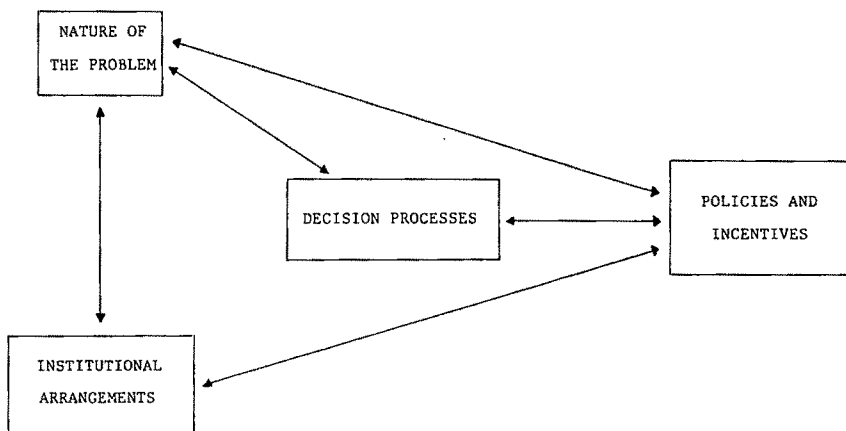 NATURE OF
THE PROBLEM
DECISION PROCESSES
POLICIES AND
INCENTIVES
INSTITUTIONAL
ARRANGEMENTS